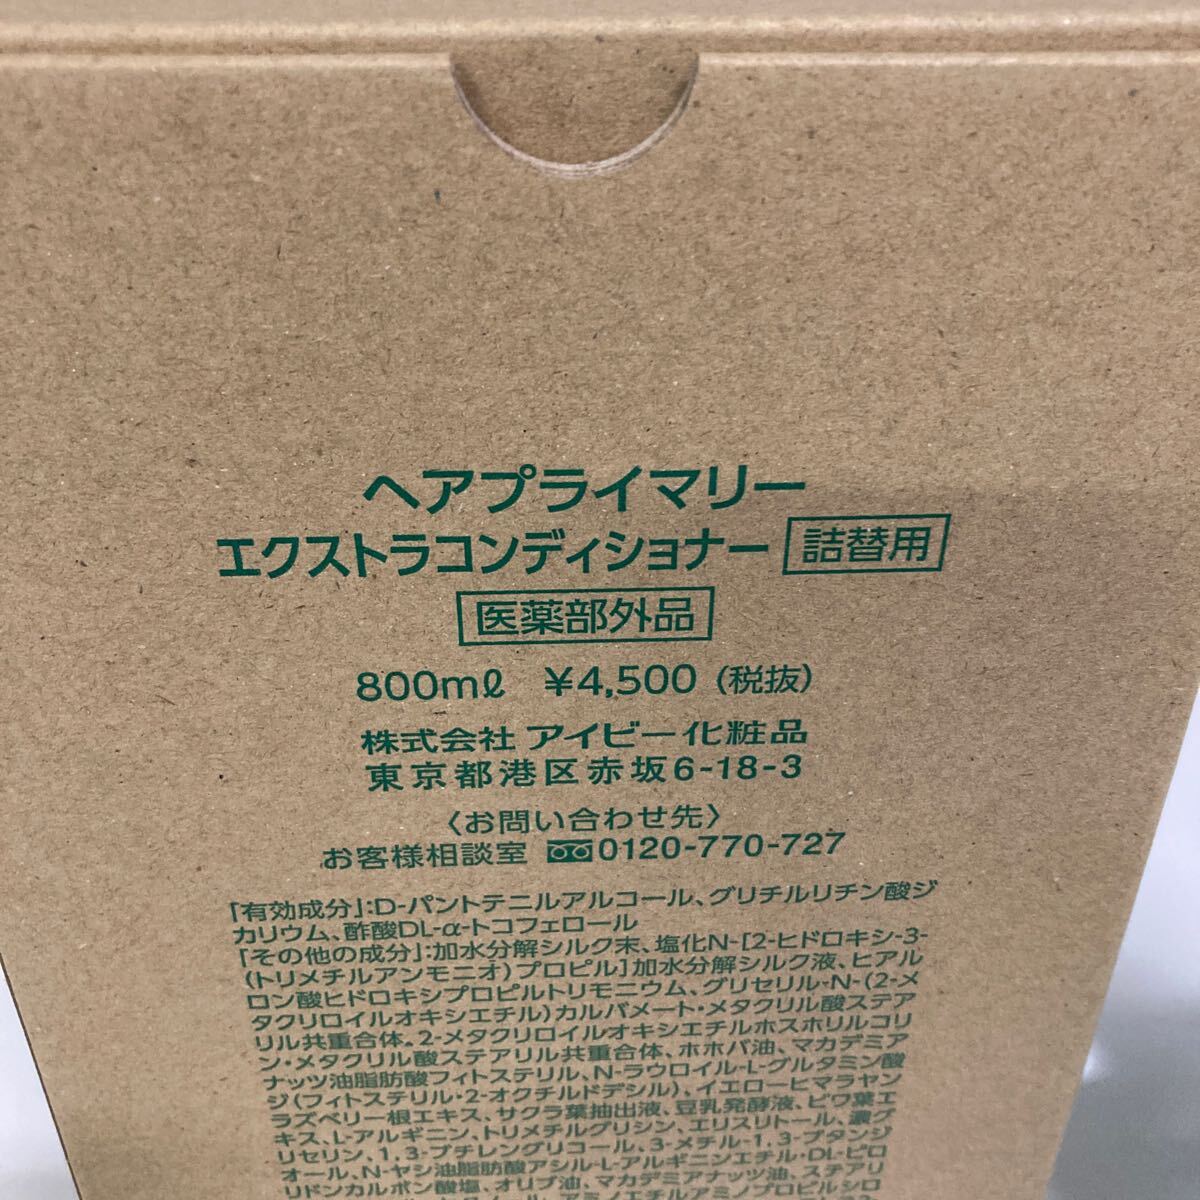 ヘアプライマリー
エクストラコンディショナー 詰替用
医薬部外品
800mℓ ¥4,500 (税抜)
株式会社 アイビー化粧品
東京都港区赤坂6-18-3
〈お問い合わせ先〉
お客様相談室 0120-770-727
「有効成分」:D-パントテニルアルコール、グリチルリチン酸ジ
カリウム、酢酸DL-α-トコフェロール
「その他の成分」:加水分解シルク末、塩化N-[2-ヒドロキシ-3-
(トリメチルアンモニオ)プロピル]加水分解シルク液、ヒアル
ロン酸ヒドロキシプロピルトリモニウム、グリセリル-N-(2-メ
タクリロイルオキシエチル)カルバメート・メタクリル酸ステア
リル共重合体。2-メタクリロイルオキシエチルホスホリルコリ
ン・メタクリル酸ステアリル共重合体、ホホバ油、マカデミア
ナッツ油脂肪酸フィトステリル、N-ラウロイル-L-グルタミン酸
ジ(フィトステリル・2-オクチルドデシル)、イエローヒマラヤン
ラズベリー根エキス、サクラ葉抽出液、豆乳発酵液、ビワ葉エ
キス、L-アルギニン、トリメチルグリシン、エリスリトール、濃グ
リセリン、1,3-ブチレングリコール、3-メチル-1,3-ブタンジ
オール、N-ヤシ油脂肪酸アシル-L-アルギニンエチル・DL-ピロ
リドンカルボン酸塩、オリブ油、マカデミアナッツ油、ステアリ
アミノエチルアミノプロピルシロ